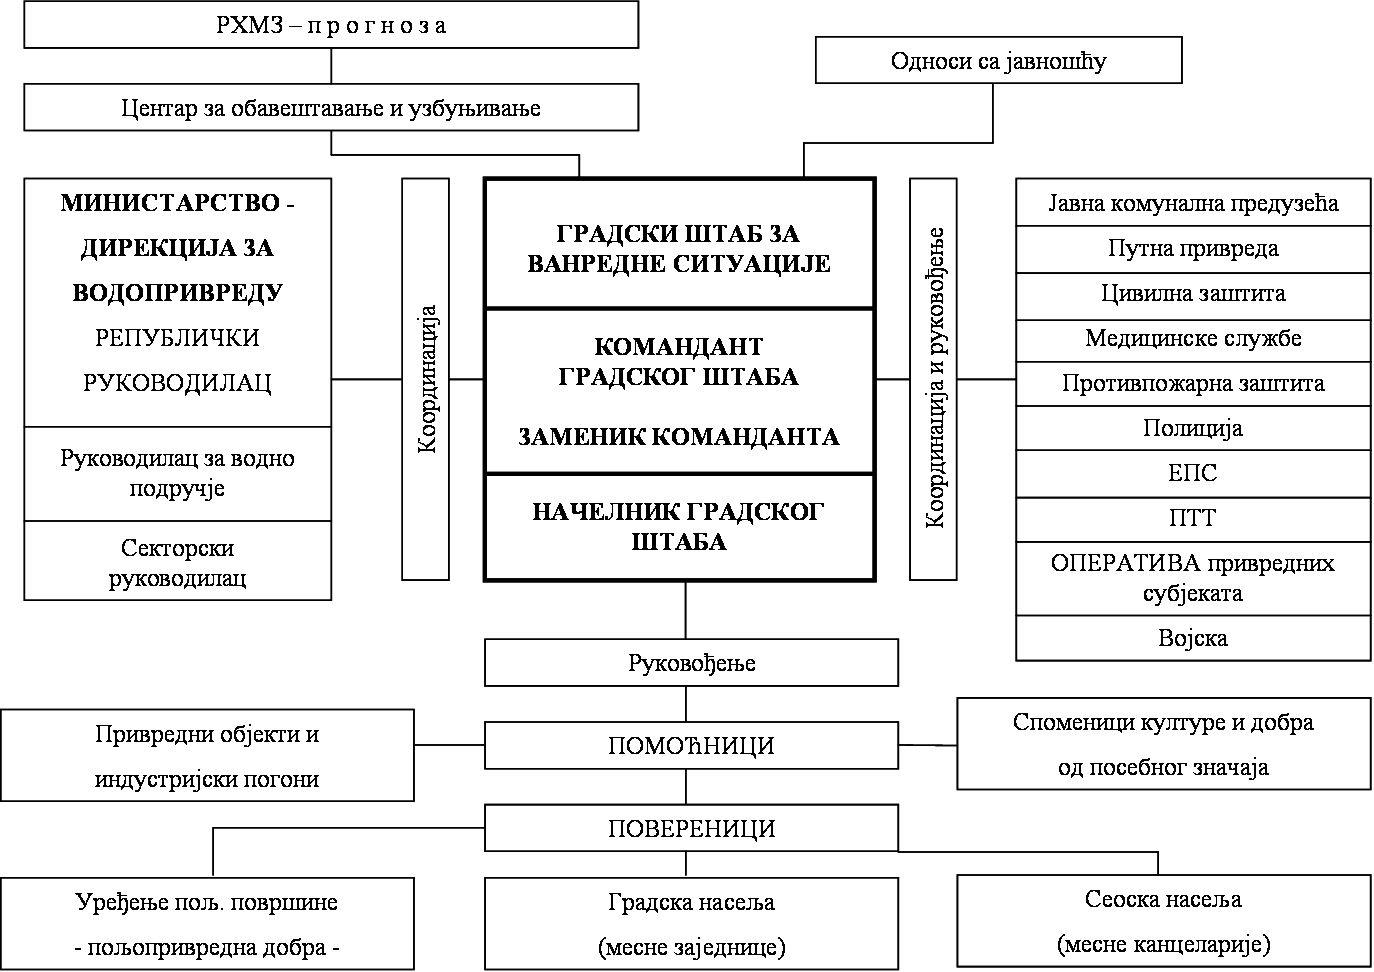 РХМЗ – п р о г н о з а
Односи са јавношћу
Центар за обавештавање и узбуњивање
МИНИСТАРСТВО -
ДИРЕКЦИЈА ЗА
ВОДОПРИВРЕДУ
РЕПУБЛИЧКИ
РУКОВОДИЛАЦ
Руководилац за водно
подручје
Секторски
руководилац
Координација
ГРАДСКИ ШТАБ ЗА
ВАНРЕДНЕ СИТУАЦИЈЕ
КОМАНДАНТ
ГРАДСКОГ ШТАБА
ЗАМЕНИК КОМАНДАНТА
НАЧЕЛНИК ГРАДСКОГ
ШТАБА
Координација и руковођење
Јавна комунална предузећа
Путна привреда
Цивилна заштита
Медицинске службе
Противпожарна заштита
Полиција
ЕПС
ПТТ
ОПЕРАТИВА привредних
субјеката
Војска
Руковођење
Привредни објекти и
индустријски погони
ПОМОЋНИЦИ
Споменици културе и добра
од посебног значаја
ПОВЕРЕНИЦИ
Уређење пољ. површине
- пољопривредна добра -
Градска насеља
(месне заједнице)
Сеоска насеља
(месне канцеларије)